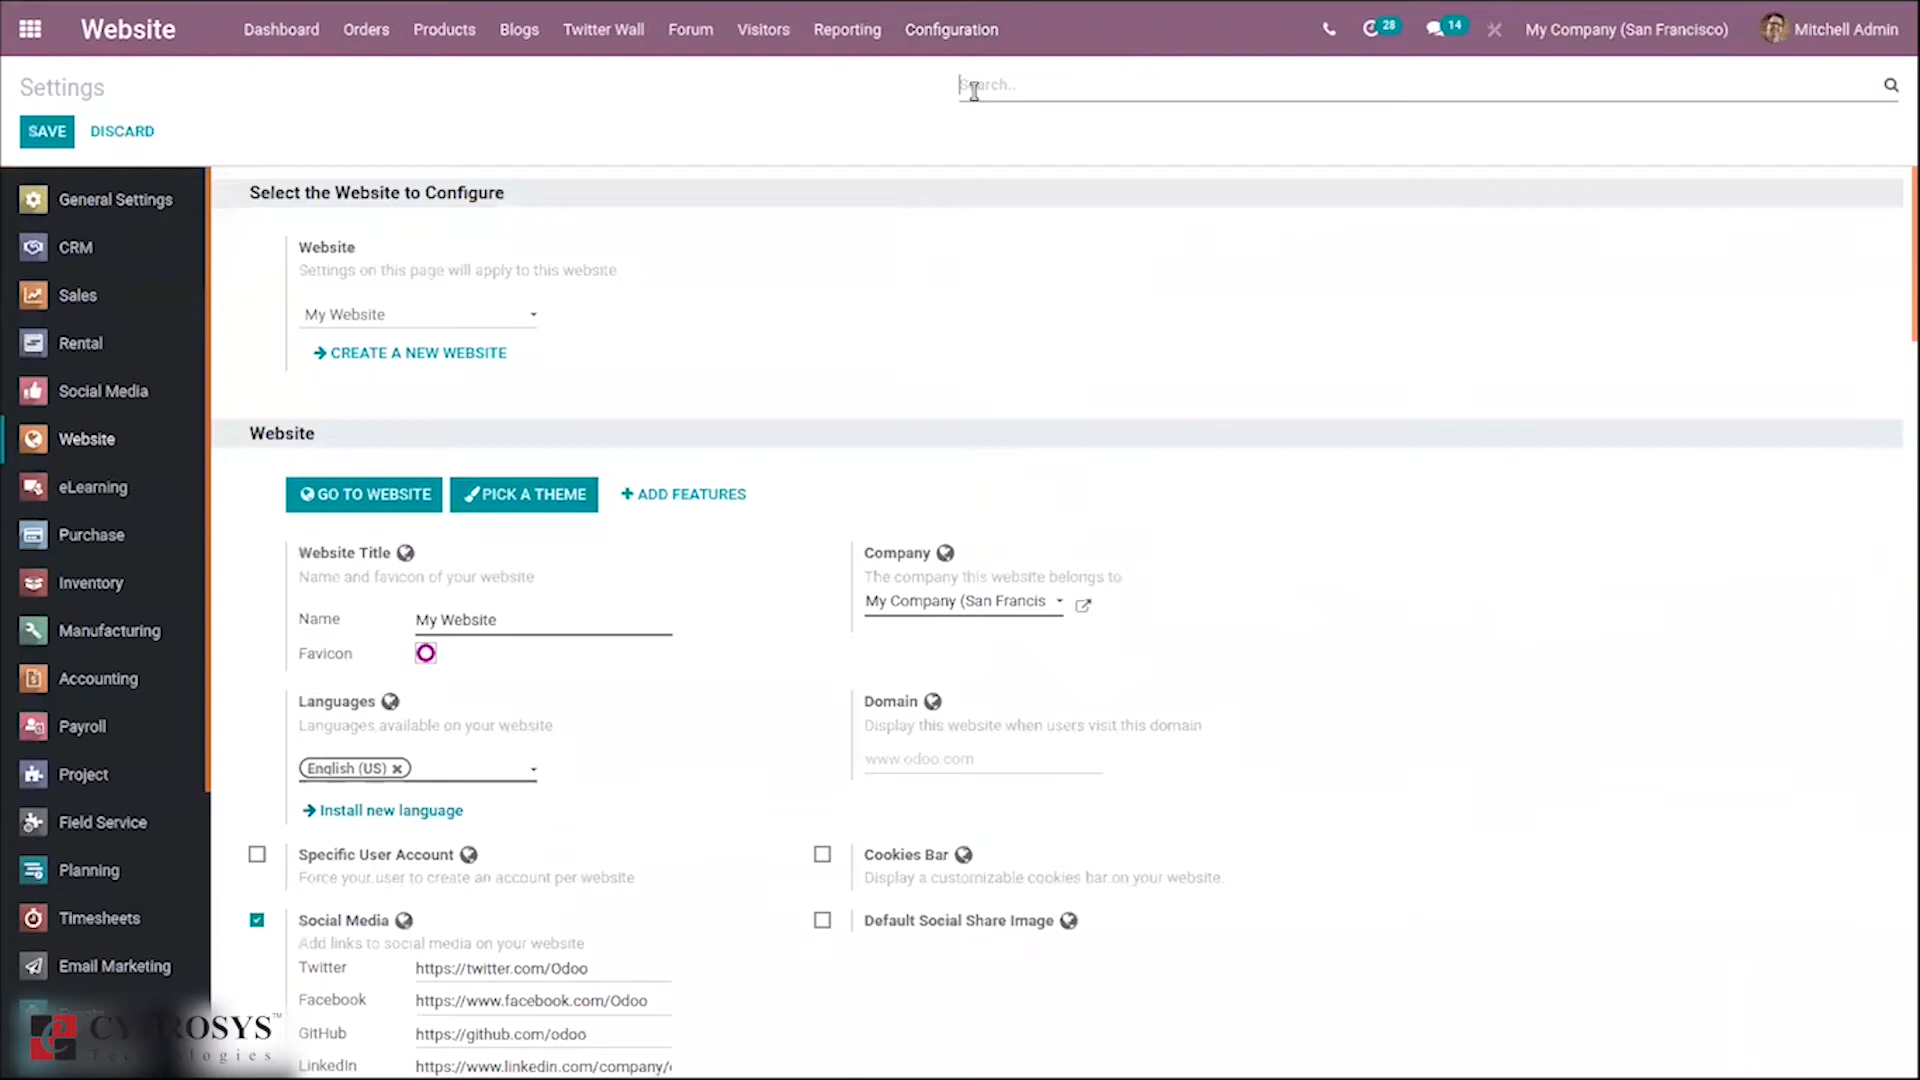 Website Dashboard Orders Products Blogs Twitter Wall Forum Visitors Reporting Configuration 28 14 My Company (San Francisco) Mitchell Admin
Settings
Search...
SAVE DISCARD
General Settings
CRM
Sales
Rental
Social Media
Website
eLearning
Purchase
Inventory
Manufacturing
Accounting
Payroll
Project
Field Service
Planning
Timesheets
Email Marketing
CYBROSYS™
Technologies
Select the Website to Configure
Website
Settings on this page will apply to this website
My Website
CREATE A NEW WEBSITE
Website
GO TO WEBSITE PICK A THEME ADD FEATURES
Website Title
Name and favicon of your website
Name My Website
Favicon
Company
The company this website belongs to
My Company (San Francis
Languages
Languages available on your website
English (US)
Install new language
Domain
Display this website when users visit this domain
www.odoo.com
Specific User Account
Force your user to create an account per website
Cookies Bar
Display a customizable cookies bar on your website.
Social Media
Add links to social media on your website
Twitter https://twitter.com/Odoo
Facebook https://www.facebook.com/Odoo
GitHub https://github.com/odoo
LinkedIn https://www.linkedin.com/company/
Default Social Share Image